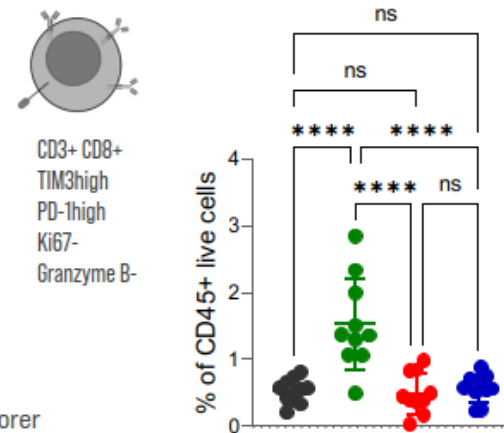 ns
ns
**** ****
**** ns
CD3+ CD8+
TIM3high
PD-1high
Ki67-
Granzyme B-
% of CD45+ live cells
4
3
2
1
0
orer